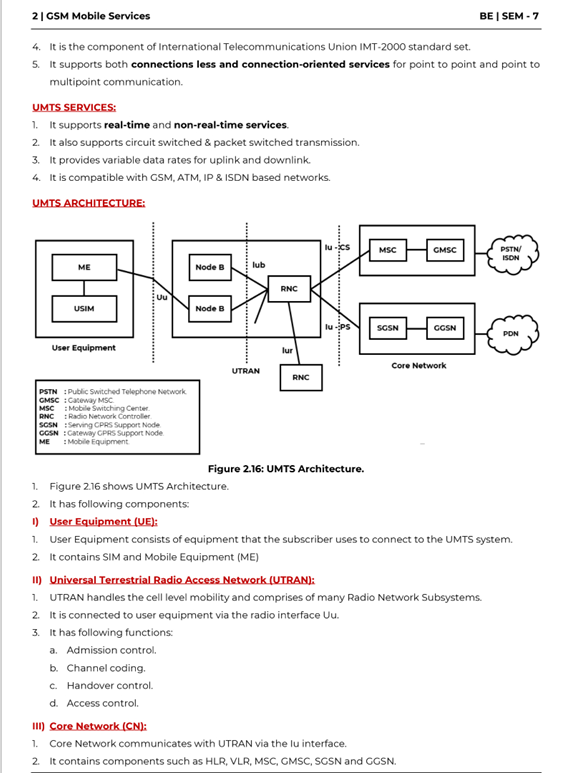 2 | GSM Mobile Services BE | SEM - 7
4. It is the component of International Telecommunications Union IMT-2000 standard set.
5. It supports both connections less and connection-oriented services for point to point and point to
multipoint communication.
UMTS SERVICES:
1. It supports real-time and non-real-time services.
2. It also supports circuit switched & packet switched transmission.
3. It provides variable data rates for uplink and downlink.
4. It is compatible with GSM, ATM, IP & ISDN based networks.
UMTS ARCHITECTURE:
ME
USIM
User Equipment
Uu
Node B
Node B
Iub
RNC
Iur
RNC
UTRAN
Iu - CS
Iu - PS
MSC
GMSC
SGSN
GGSN
Core Network
PSTN/
ISDN
PDN
PSTN : Public Switched Telephone Network.
GMSC : Gateway MSC.
MSC : Mobile Switching Center.
RNC : Radio Network Controller.
SGSN : Serving GPRS Support Node.
GGSN : Gateway GPRS Support Node.
ME : Mobile Equipment.
Figure 2.16: UMTS Architecture.
1. Figure 2.16 shows UMTS Architecture.
2. It has following components:
I) User Equipment (UE):
1. User Equipment consists of equipment that the subscriber uses to connect to the UMTS system.
2. It contains SIM and Mobile Equipment (ME)
II) Universal Terrestrial Radio Access Network (UTRAN):
1. UTRAN handles the cell level mobility and comprises of many Radio Network Subsystems.
2. It is connected to user equipment via the radio interface Uu.
3. It has following functions:
a. Admission control.
b. Channel coding.
c. Handover control.
d. Access control.
III) Core Network (CN):
1. Core Network communicates with UTRAN via the Iu interface.
2. It contains components such as HLR, VLR, MSC, GMSC, SGSN and GGSN.